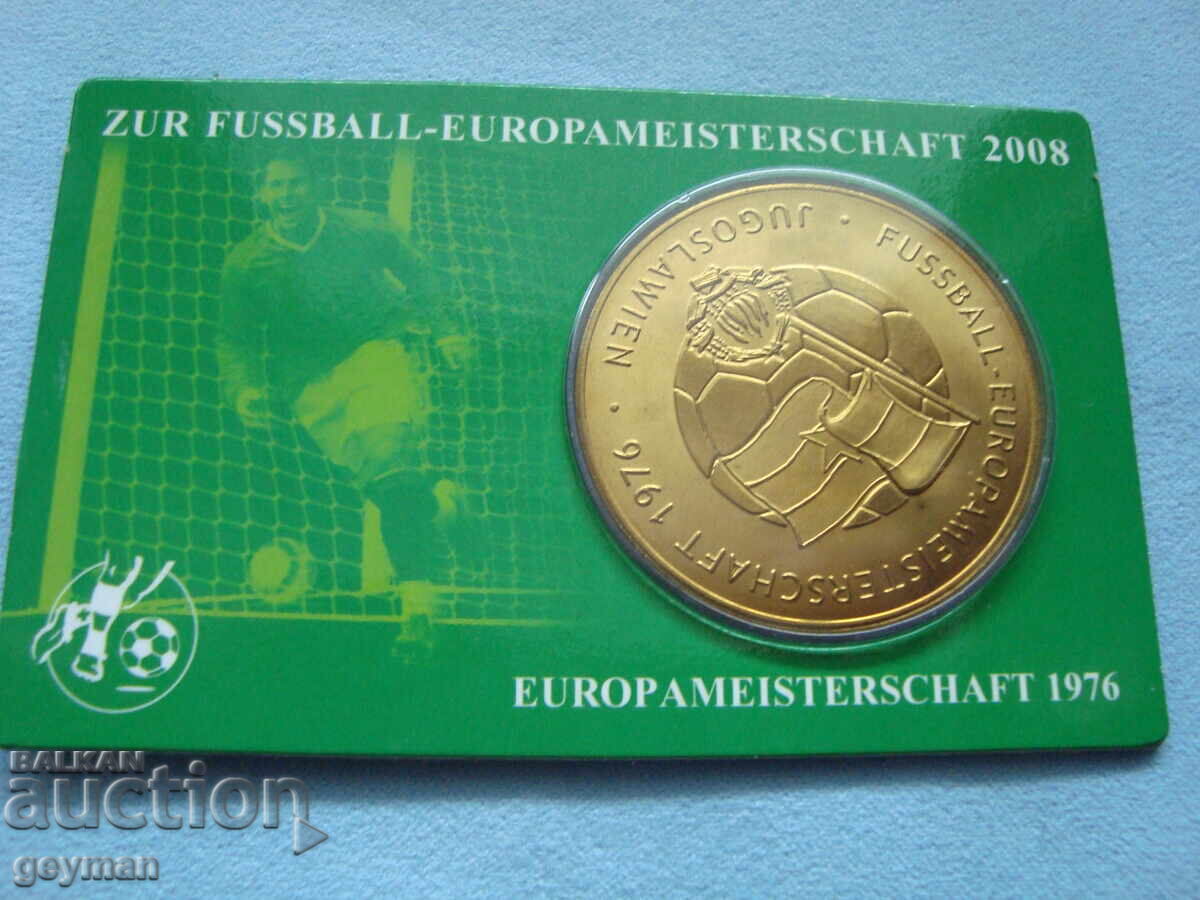 ZUR FUSSBALL-EUROPAMEISTERSCHAFT 2008
FUSSBALL-EUROPAMEISTERSCHAFT 1976 · JUGOSLAWIEN ·
EUROPAMEISTERSCHAFT 1976
BALKAN
auction
geyman